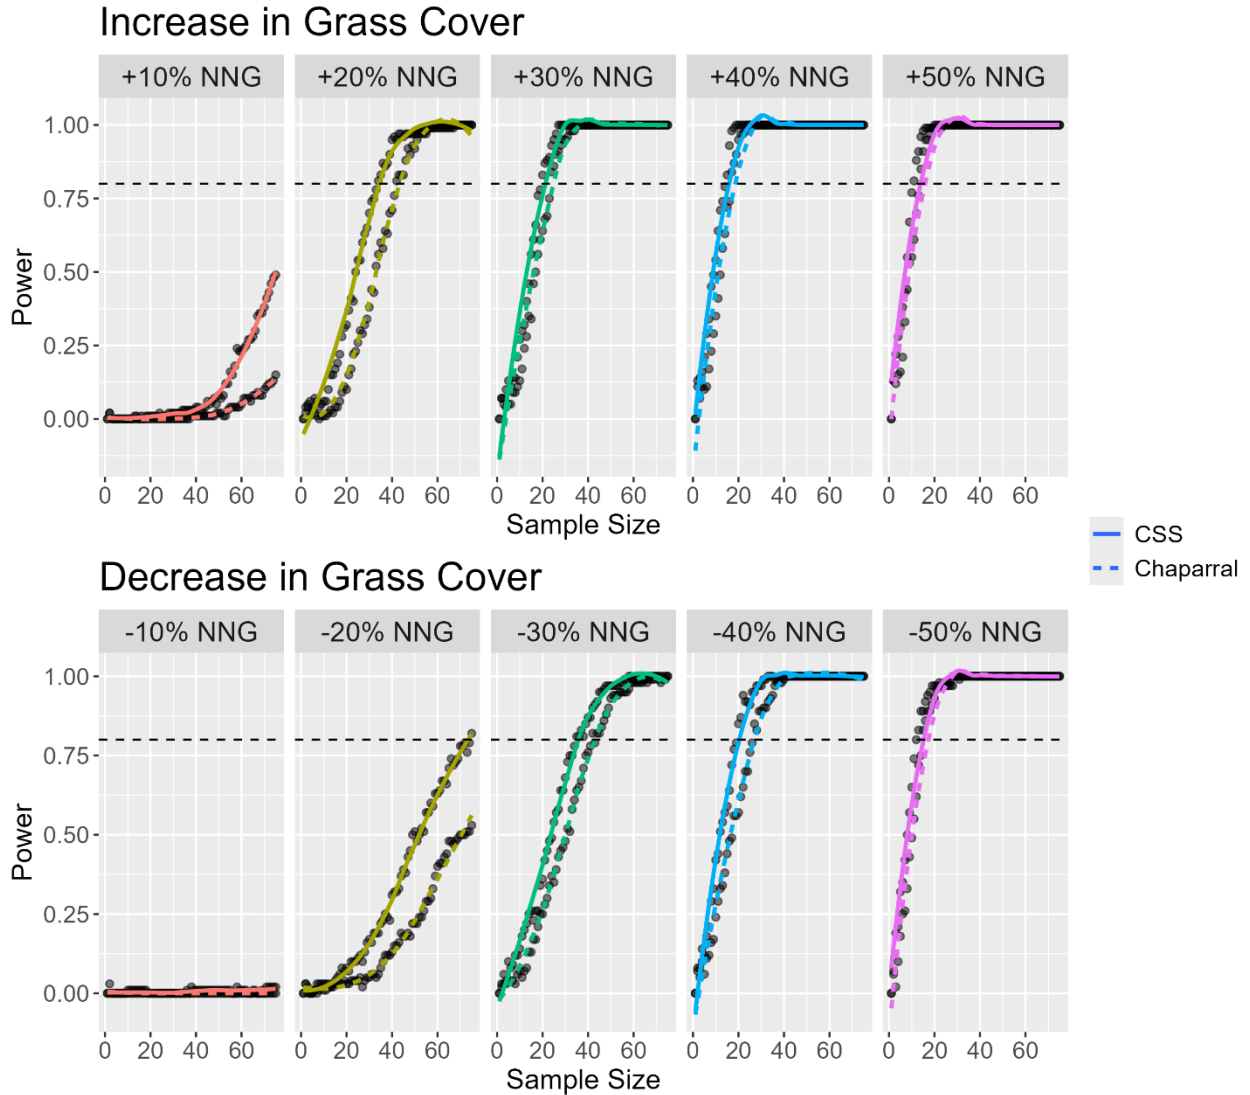 Increase in Grass Cover
+10% NNG +20% NNG +30% NNG +40% NNG +50% NNG
1.00
0.75
0.50
0.25
0.00
Power
0 20 40 60 0 20 40 60 0 20 40 60 0 20 40 60 0 20 40 60
Sample Size
CSS
Chaparral
Decrease in Grass Cover
-10% NNG -20% NNG -30% NNG -40% NNG -50% NNG
1.00
0.75
0.50
0.25
0.00
Power
0 20 40 60 0 20 40 60 0 20 40 60 0 20 40 60 0 20 40 60
Sample Size